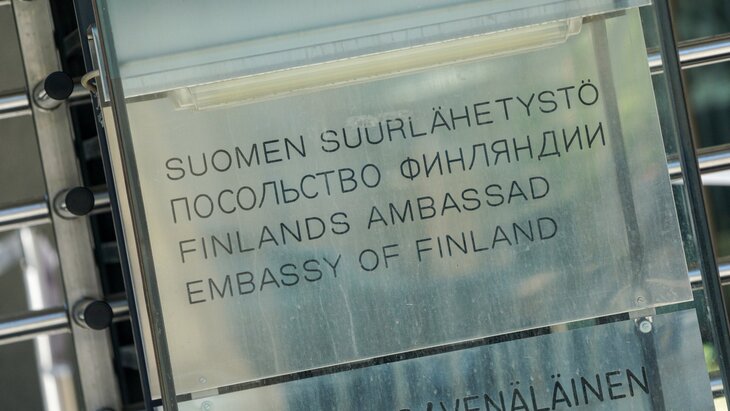 SUOMEN SUURLÄHETYSTÖ
ПОСОЛЬСТВО ФИНЛЯНДИИ
FINLANDS AMBASSAD
EMBASSY OF FINLAND